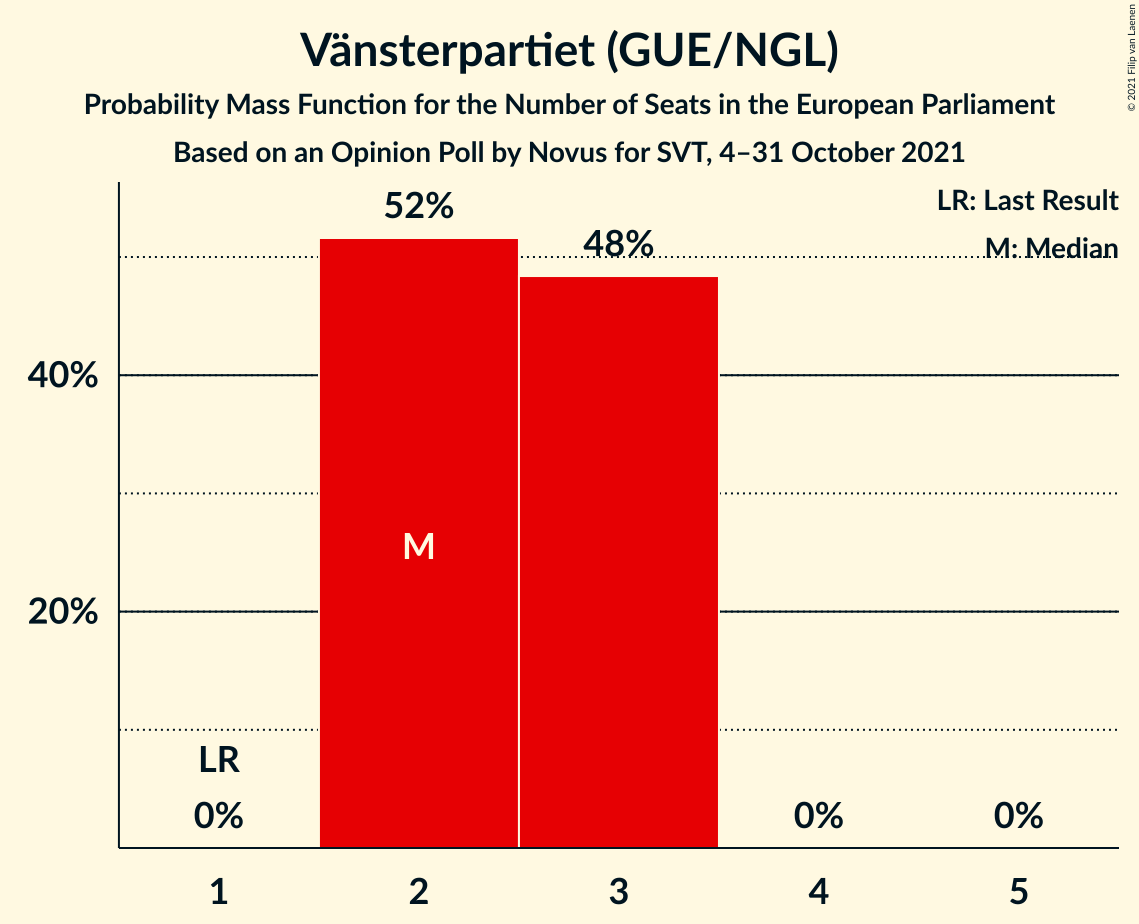 Vänsterpartiet (GUE/NGL)
Probability Mass Function for the Number of Seats in the European Parliament
Based on an Opinion Poll by Novus for SVT, 4–31 October 2021
© 2021 Filip van Laenen
LR: Last Result
M: Median
52%
48%
40%
20%
M
LR
0%
0%
0%
1 2 3 4 5